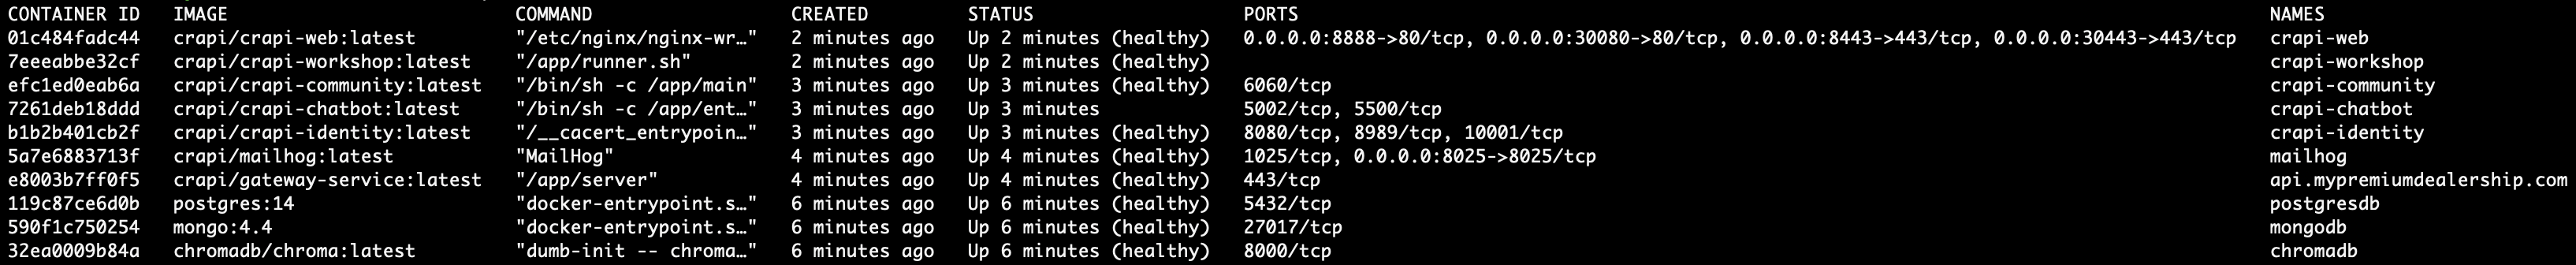 CONTAINER ID   IMAGE                           COMMAND                  CREATED         STATUS                   PORTS                                                                                      NAMES
01c484fadc44   crapi/crapi-web:latest          "/etc/nginx/nginx-wr…"   2 minutes ago   Up 2 minutes (healthy)   0.0.0.0:8888->80/tcp, 0.0.0.0:30080->80/tcp, 0.0.0.0:8443->443/tcp, 0.0.0.0:30443->443/tcp   crapi-web
7eeeabbe32cf   crapi/crapi-workshop:latest     "/app/runner.sh"         2 minutes ago   Up 2 minutes (healthy)                                                                                              crapi-workshop
efc1ed0eab6a   crapi/crapi-community:latest    "/bin/sh -c /app/main"   3 minutes ago   Up 3 minutes (healthy)   6060/tcp                                                                                   crapi-community
7261deb18ddd   crapi/crapi-chatbot:latest      "/bin/sh -c /app/ent…"   3 minutes ago   Up 3 minutes             5002/tcp, 5500/tcp                                                                         crapi-chatbot
b1b2b401cb2f   crapi/crapi-identity:latest     "/__cacert_entrypoin…"   3 minutes ago   Up 3 minutes (healthy)   8080/tcp, 8989/tcp, 10001/tcp                                                              crapi-identity
5a7e6883713f   crapi/mailhog:latest            "MailHog"                4 minutes ago   Up 4 minutes (healthy)   1025/tcp, 0.0.0.0:8025->8025/tcp                                                           mailhog
e8003b7ff0f5   crapi/gateway-service:latest    "/app/server"            4 minutes ago   Up 4 minutes (healthy)   443/tcp                                                                                    api.mypremiumdealership.com
119c87ce6d0b   postgres:14                     "docker-entrypoint.s…"   6 minutes ago   Up 6 minutes (healthy)   5432/tcp                                                                                   postgresdb
590f1c750254   mongo:4.4                       "docker-entrypoint.s…"   6 minutes ago   Up 6 minutes (healthy)   27017/tcp                                                                                  mongodb
32ea0009b84a   chromadb/chroma:latest          "dumb-init -- chroma…"   6 minutes ago   Up 6 minutes (healthy)   8000/tcp                                                                                   chromadb